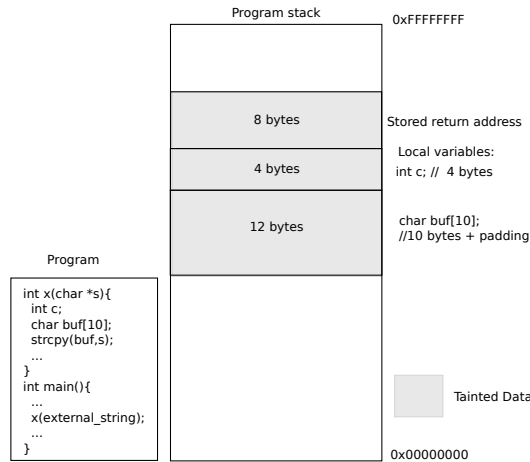 Program stack
0xFFFFFFFF
8 bytes
Stored return address
Local variables:
4 bytes
int c; // 4 bytes
12 bytes
char buf[10];
//10 bytes + padding
Program
int x(char *s){
int c;
char buf[10];
strcpy(buf,s);
...
}
int main(){
...
x(external_string);
...
}
Tainted Data
0x00000000